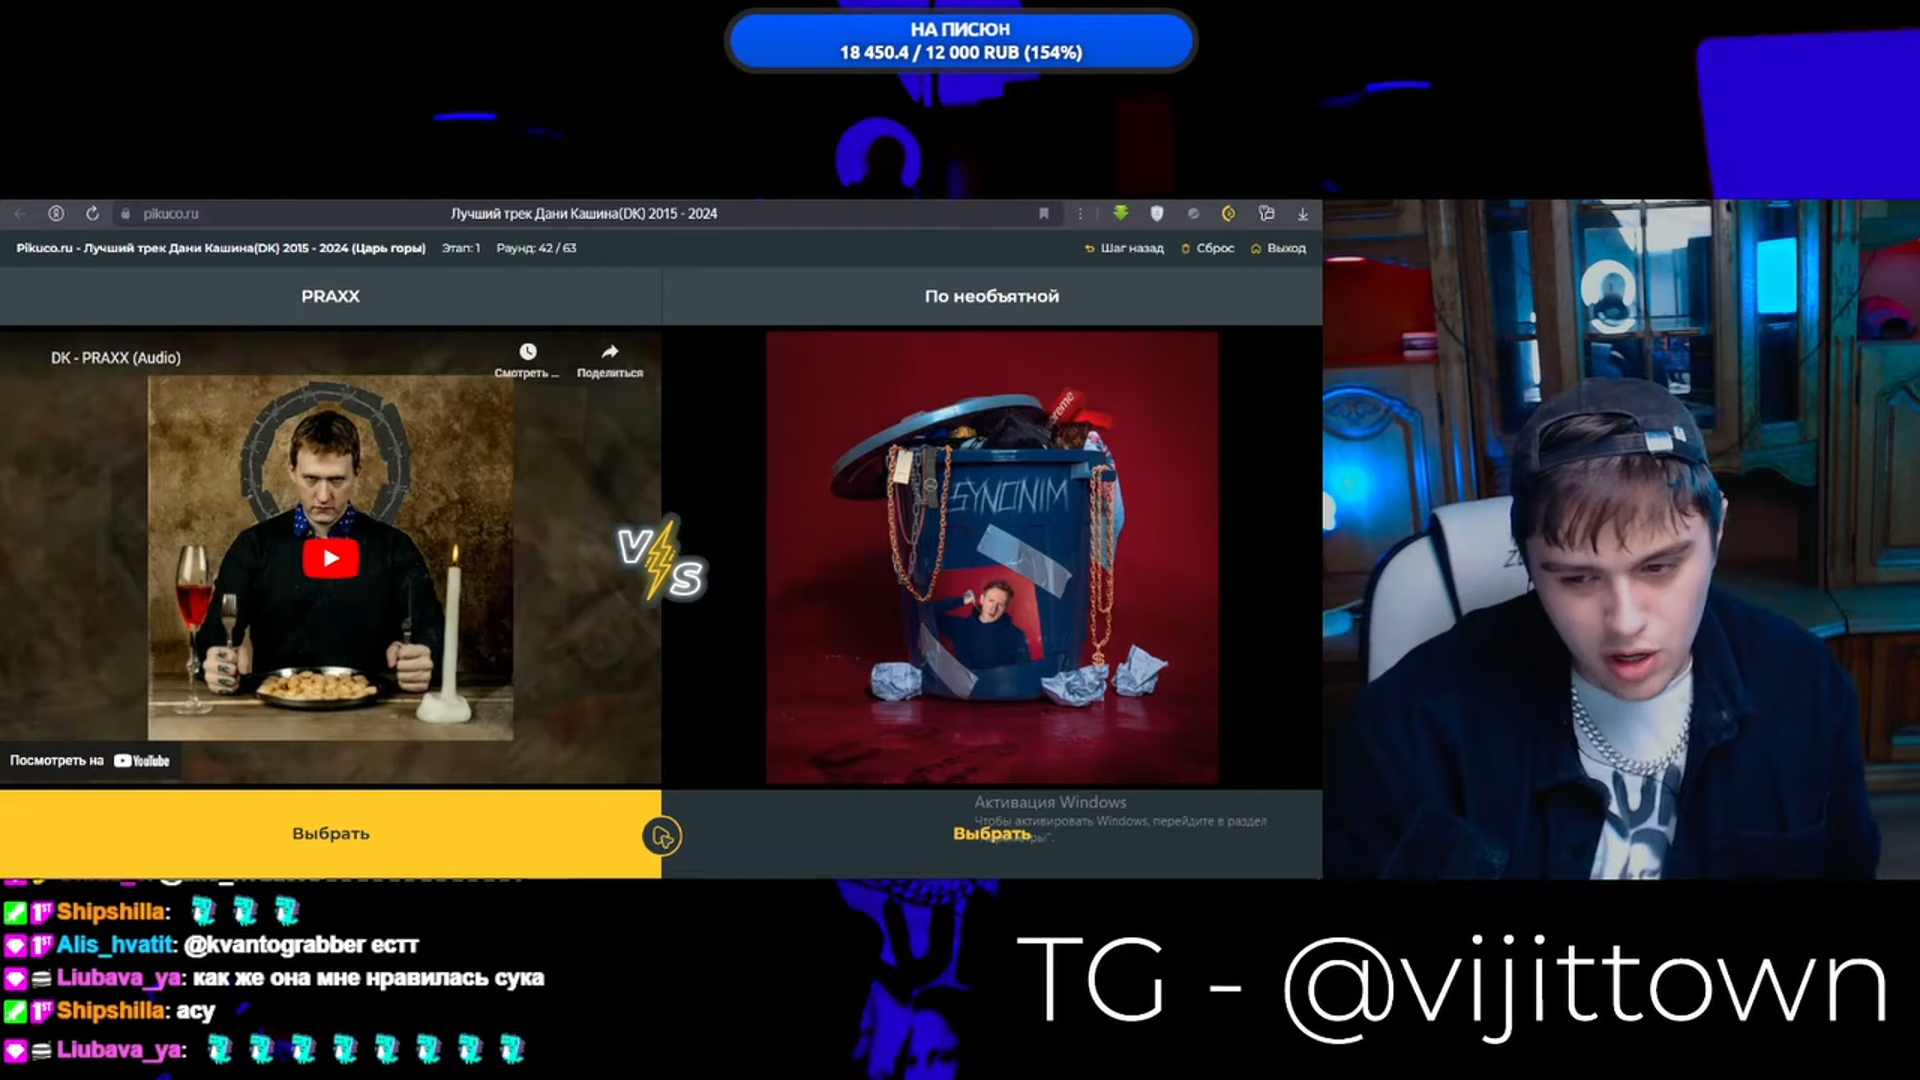 НА ПИСЮН
18 450.4 / 12 000 RUB (154%)
pikuco.ru
Лучший трек Дани Кашина(DK) 2015 - 2024
Pikuco.ru - Лучший трек Дани Кашина(DK) 2015 - 2024 (Царь горы) Этап: 1 Раунд: 42 / 63
Шаг назад Сброс Выход
PRAXX
По необъятной
DK - PRAXX (Audio)
Смотреть ...
Поделиться
SYNONIM
VS
Посмотреть на YouTube
Выбрать
Выбрать
Активация Windows
Чтобы активировать Windows, перейдите в раздел
Shipshilla:
Alis_hvatit: @kvantograbber естт
Liubava_ya: как же она мне нравилась сука
Shipshilla: асу
Liubava_ya:
TG - @vijittown